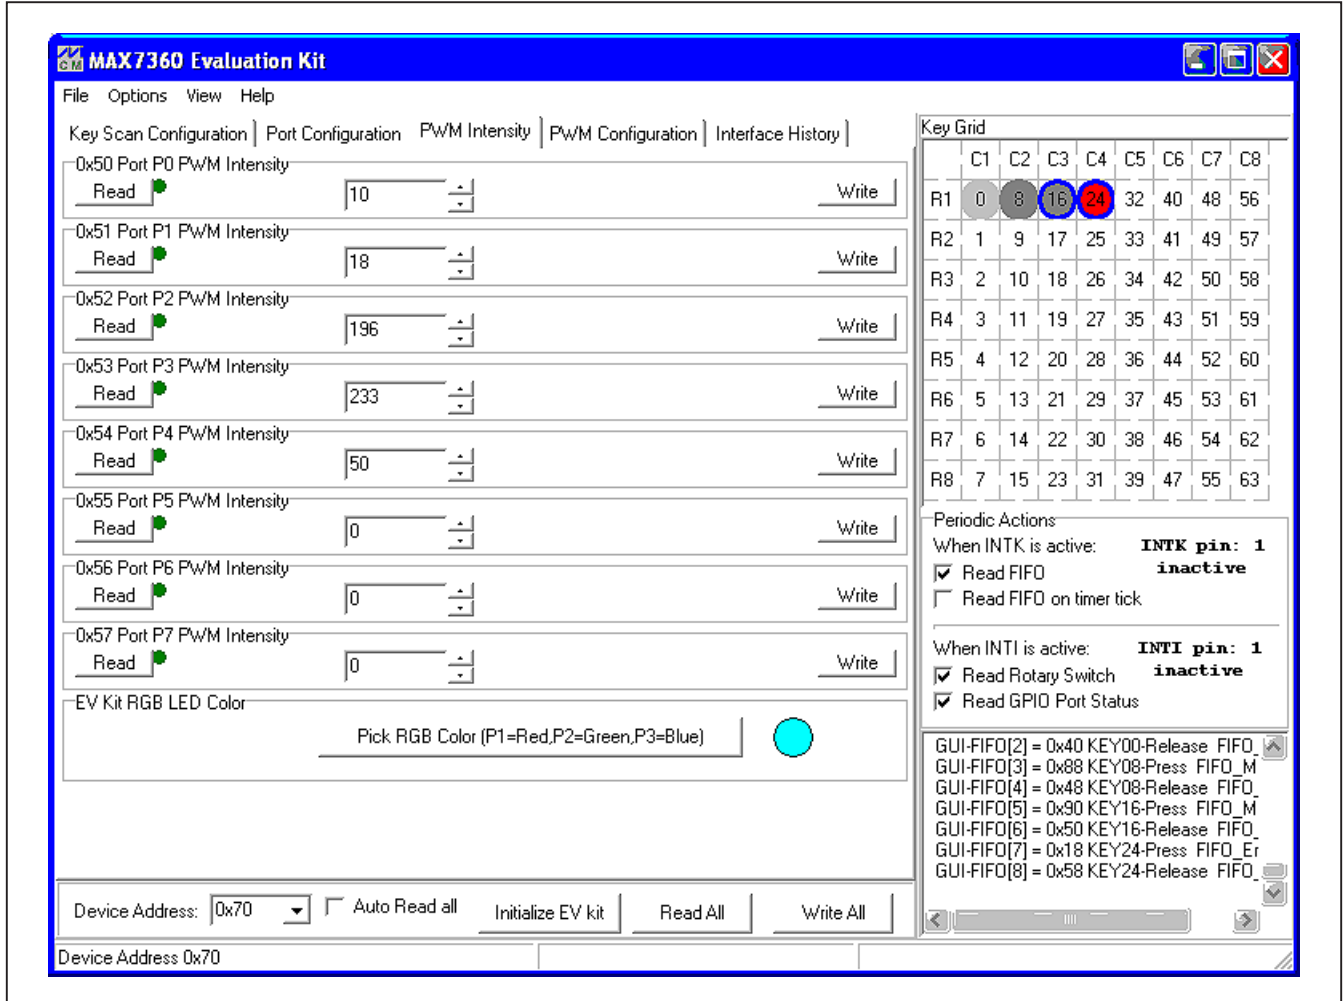 MAX7360 Evaluation Kit
File Options View Help
Key Scan Configuration Port Configuration PWM Intensity PWM Configuration Interface History
0x50 Port P0 PWM Intensity
Read 10 Write
0x51 Port P1 PWM Intensity
Read 18 Write
0x52 Port P2 PWM Intensity
Read 196 Write
0x53 Port P3 PWM Intensity
Read 233 Write
0x54 Port P4 PWM Intensity
Read 50 Write
0x55 Port P5 PWM Intensity
Read 0 Write
0x56 Port P6 PWM Intensity
Read 0 Write
0x57 Port P7 PWM Intensity
Read 0 Write
EV Kit RGB LED Color
Pick RGB Color (P1=Red,P2=Green,P3=Blue)
Device Address: 0x70 Auto Read all Initialize EV kit Read All Write All
Key Grid
C1 C2 C3 C4 C5 C6 C7 C8
R1 0 8 16 24 32 40 48 56
R2 1 9 17 25 33 41 49 57
R3 2 10 18 26 34 42 50 58
R4 3 11 19 27 35 43 51 59
R5 4 12 20 28 36 44 52 60
R6 5 13 21 29 37 45 53 61
R7 6 14 22 30 38 46 54 62
R8 7 15 23 31 39 47 55 63
Periodic Actions
When INTK is active: INTK pin: 1
inactive
Read FIFO
Read FIFO on timer tick
When INTI is active: INTI pin: 1
inactive
Read Rotary Switch
Read GPIO Port Status
GUI-FIFO[2] = 0x40 KEY00-Release FIFO_
GUI-FIFO[3] = 0x88 KEY08-Press FIFO_M
GUI-FIFO[4] = 0x48 KEY08-Release FIFO_
GUI-FIFO[5] = 0x90 KEY16-Press FIFO_M
GUI-FIFO[6] = 0x50 KEY16-Release FIFO_
GUI-FIFO[7] = 0x18 KEY24-Press FIFO_Er
GUI-FIFO[8] = 0x58 KEY24-Release FIFO_
Device Address 0x70